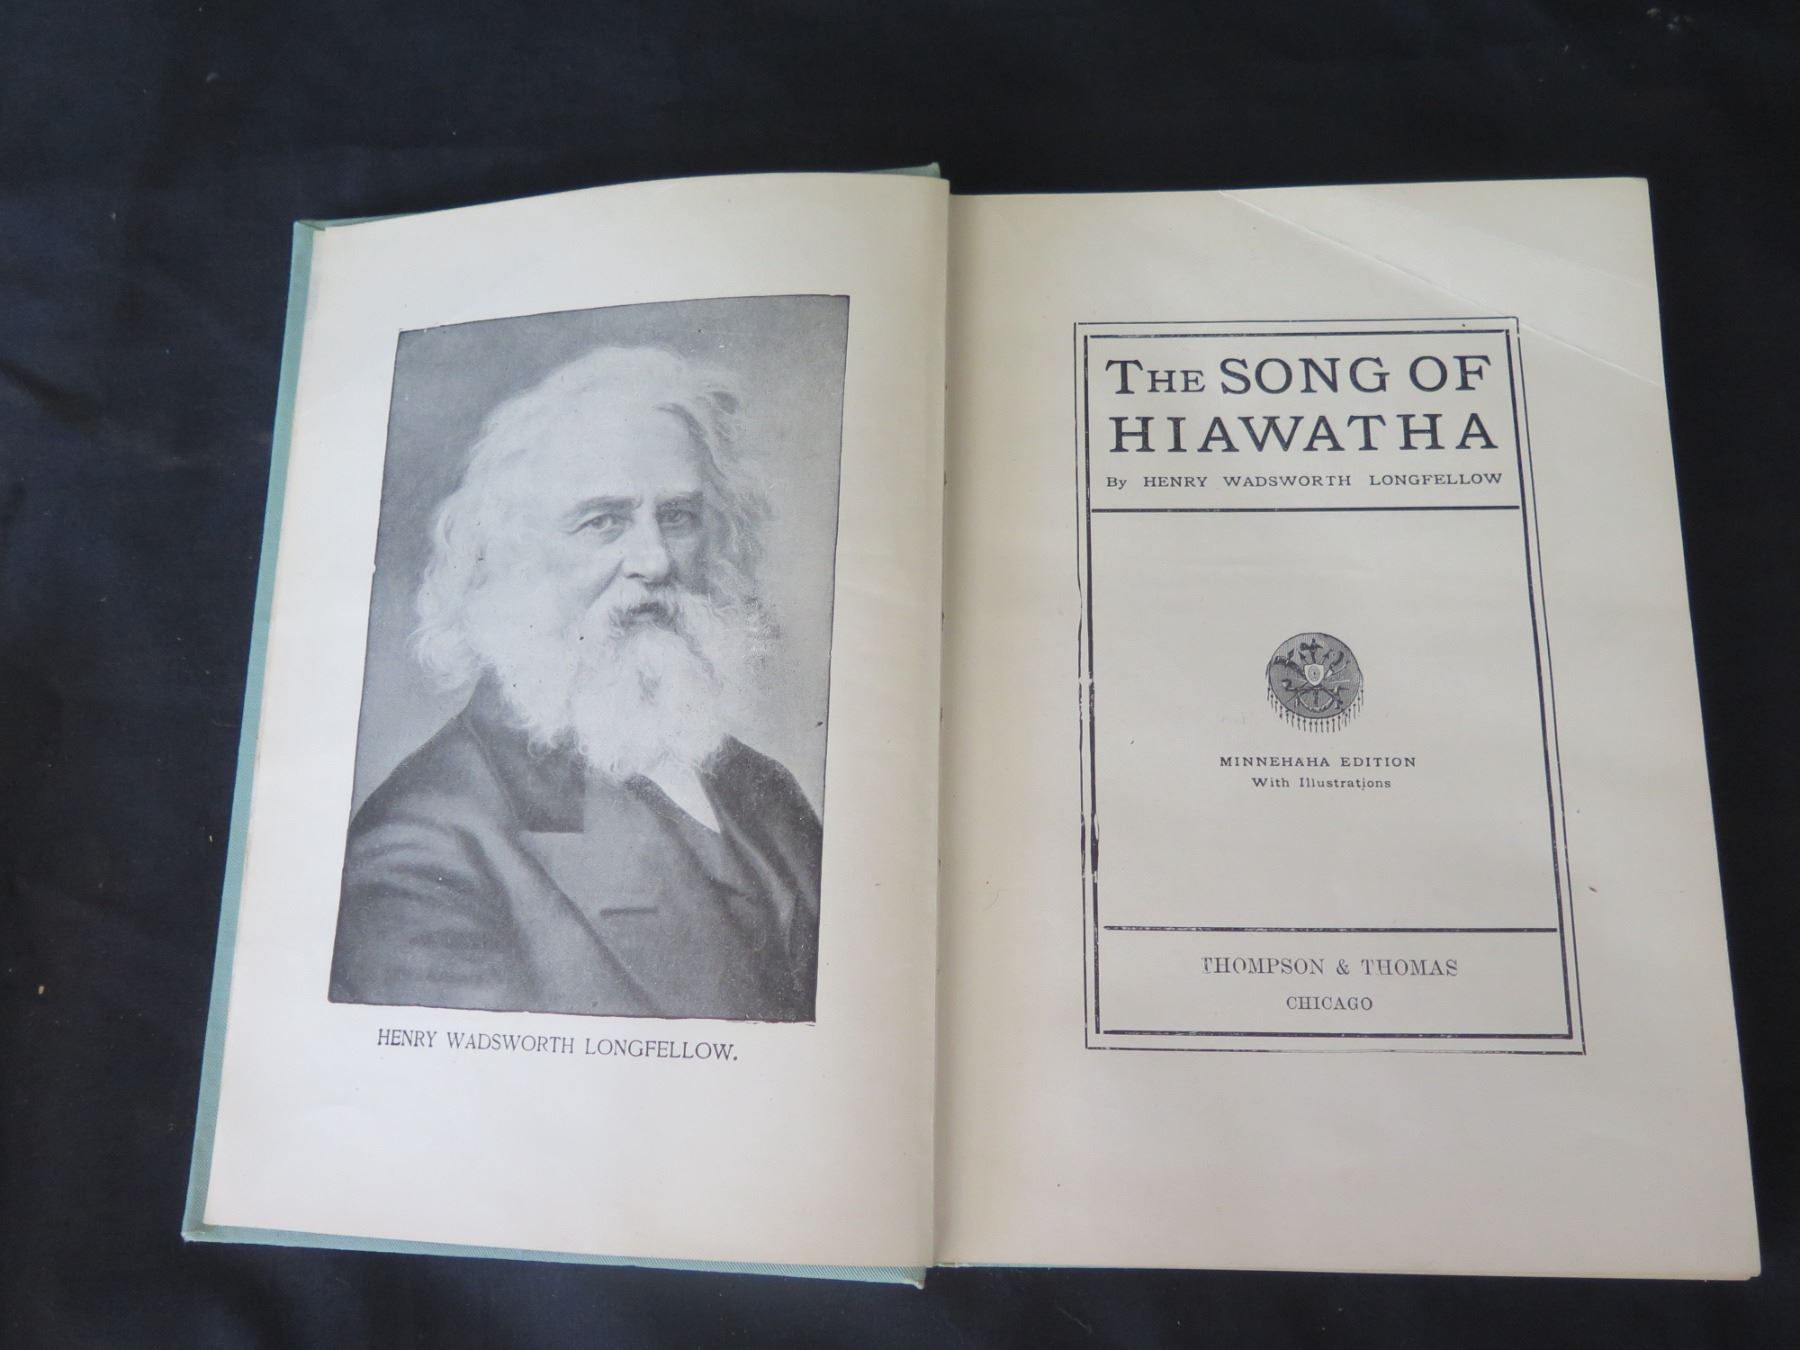 HENRY WADSWORTH LONGFELLOW.
THE SONG OF
HIAWATHA
By HENRY WADSWORTH LONGFELLOW
MINNEHAHA EDITION
With Illustrations
THOMPSON & THOMAS
CHICAGO